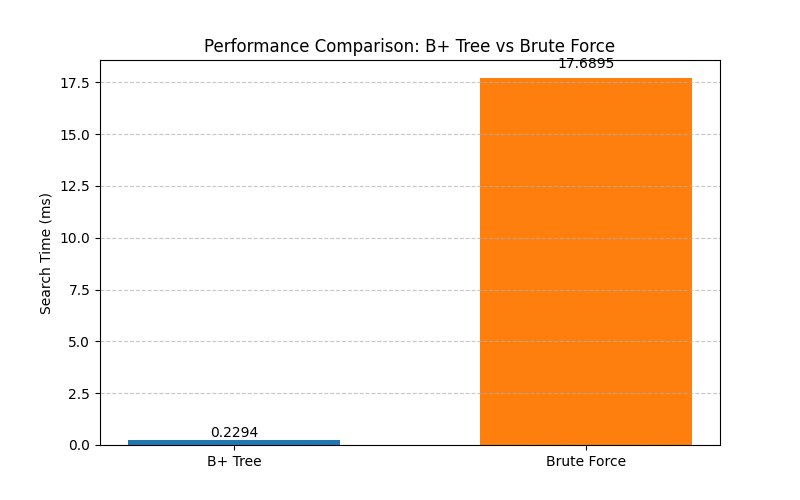 Performance Comparison: B+ Tree vs Brute Force
17.6895
17.5
15.0
12.5
10.0
7.5
5.0
2.5
0.0
Search Time (ms)
0.2294
B+ Tree
Brute Force